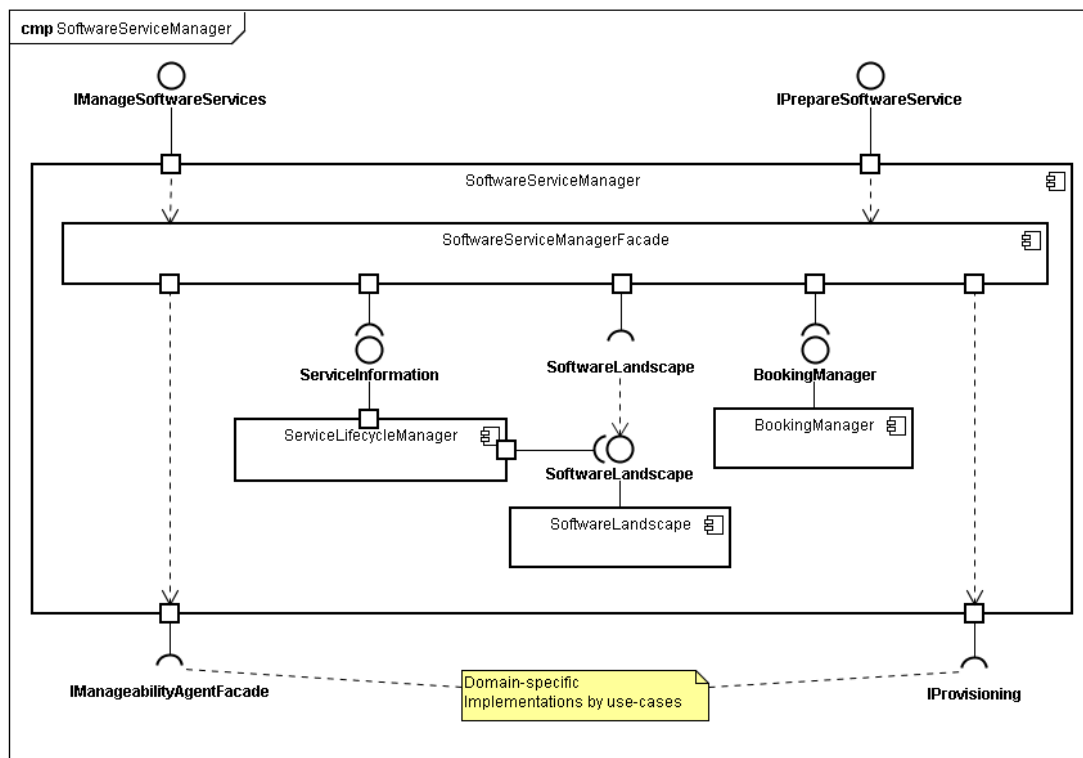 cmp SoftwareServiceManager
IManageSoftwareServices
IPrepareSoftwareService
SoftwareServiceManager
SoftwareServiceManagerFacade
ServiceInformation
SoftwareLandscape
BookingManager
ServiceLifecycleManager
BookingManager
SoftwareLandscape
SoftwareLandscape
IManageabilityAgentFacade
Domain-specific
Implementations by use-cases
IProvisioning